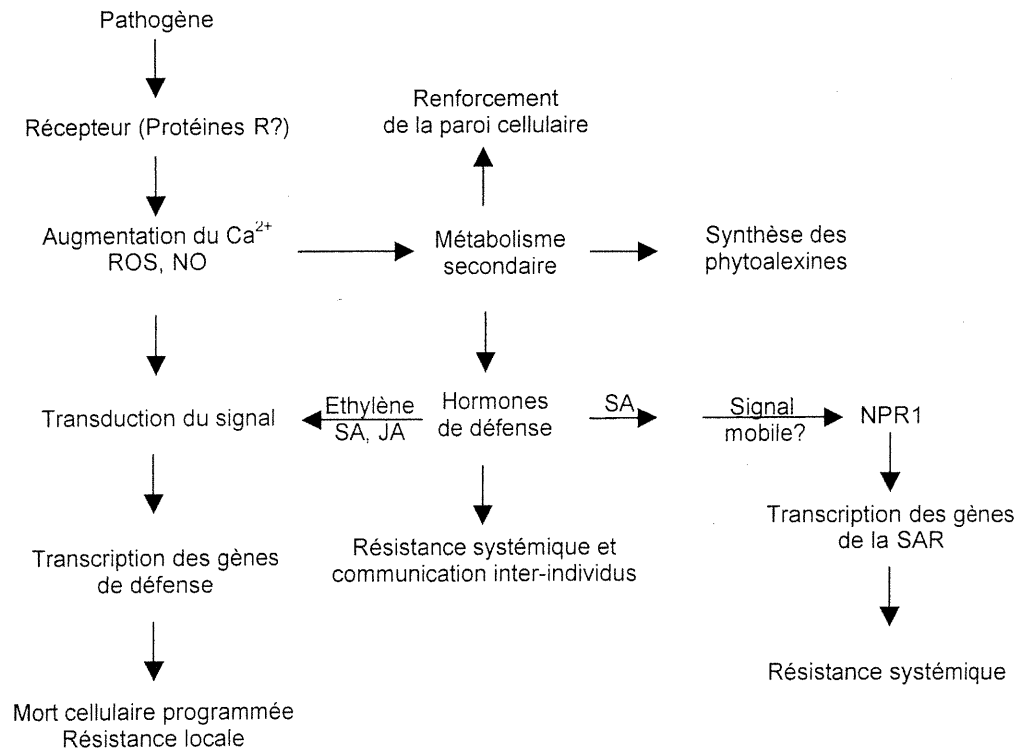 Pathogène
Récepteur (Protéines R?)
Renforcement
de la paroi cellulaire
Augmentation du Ca²⁺
ROS, NO
Métabolisme
secondaire
Synthèse des
phytoalexines
Transduction du signal
Ethylène
SA, JA
Hormones
de défense
SA
Signal
mobile?
NPR1
Transcription des gènes
de défense
Résistance systémique et
communication inter-individus
Transcription des gènes
de la SAR
Mort cellulaire programmée
Résistance locale
Résistance systémique